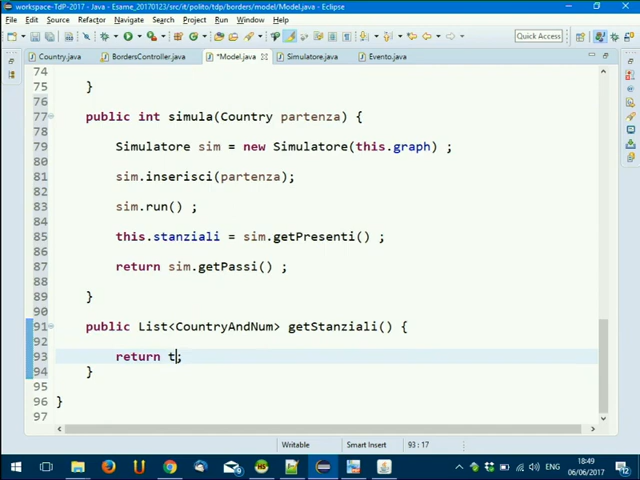 workspace-TdP-2017 - Java - Esame_20170123/src/it/polito/tdp/borders/model/Model.java - Eclipse
File Edit Source Refactor Navigate Search Project Run Window Help
Quick Access
Country.java BordersController.java *Model.java Simulatore.java Evento.java
74
75 }
76
77 public int simula(Country partenza) {
78
79 Simulatore sim = new Simulatore(this.graph) ;
80
81 sim.inserisci(partenza);
82
83 sim.run() ;
84
85 this.stanziali = sim.getPresenti() ;
86
87 return sim.getPassi() ;
88
89 }
90
91 public List<CountryAndNum> getStanziali() {
92
93 return t;
94 }
95
96 }
97
Writable Smart Insert 93 : 17
ENG 18:49
06/06/2017